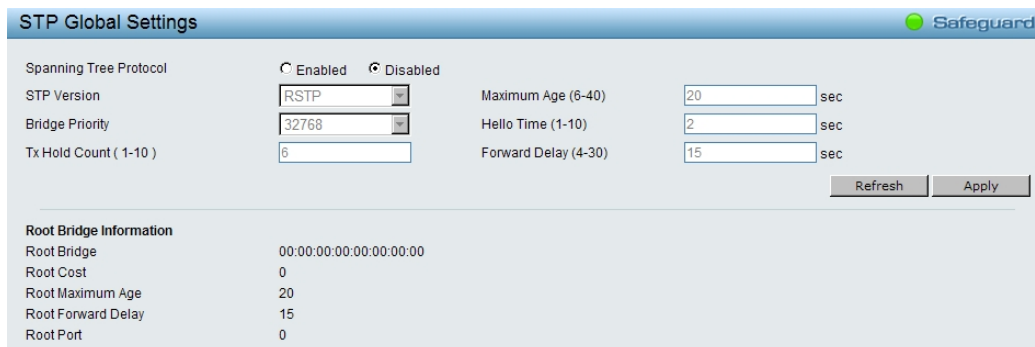 STP Global Settings
Safeguard
Spanning Tree Protocol Enabled Disabled
STP Version RSTP Maximum Age (6-40) 20 sec
Bridge Priority 32768 Hello Time (1-10) 2 sec
Tx Hold Count ( 1-10 ) 6 Forward Delay (4-30) 15 sec
Refresh Apply
Root Bridge Information
Root Bridge 00:00:00:00:00:00:00:00
Root Cost 0
Root Maximum Age 20
Root Forward Delay 15
Root Port 0